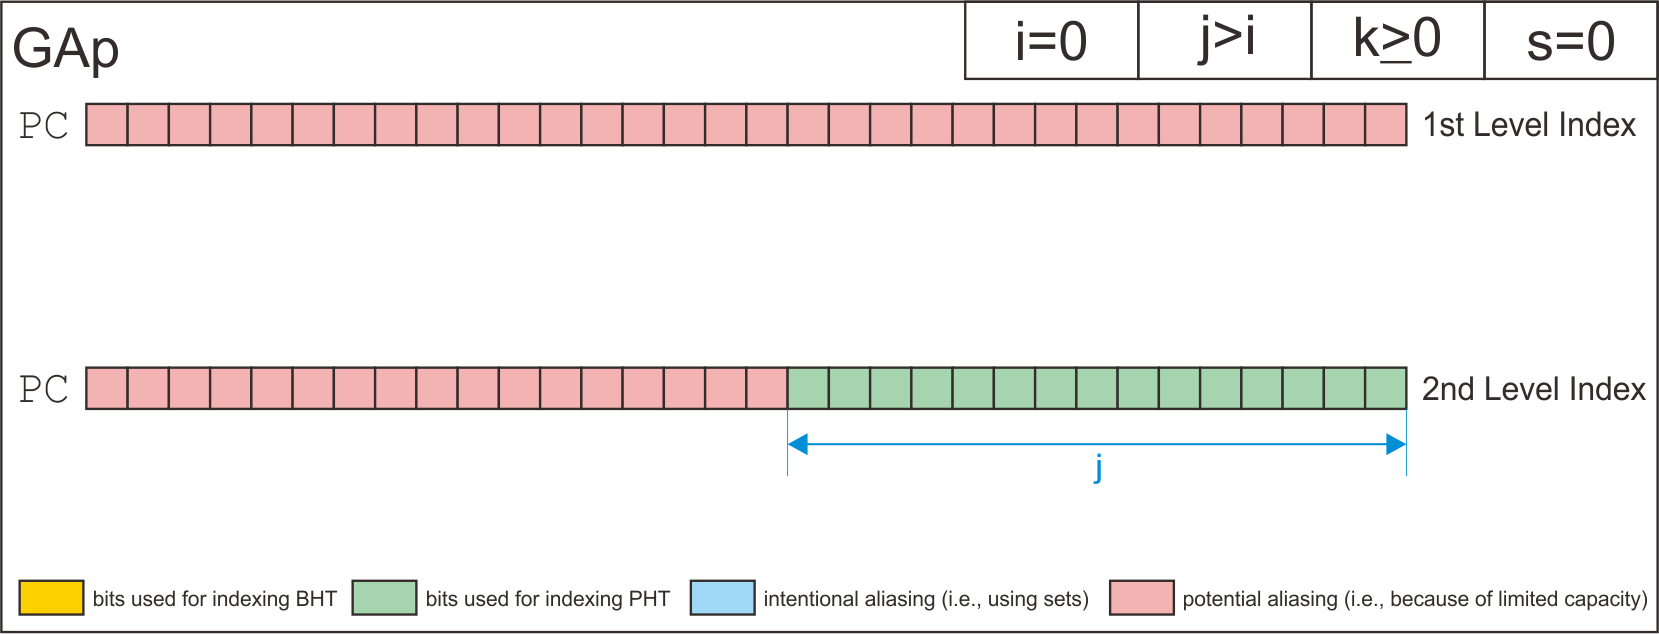 GAp
i=0
j>i
k≥0
s=0
PC
1st Level Index
PC
2nd Level Index
j
bits used for indexing BHT
bits used for indexing PHT
intentional aliasing (i.e., using sets)
potential aliasing (i.e., because of limited capacity)